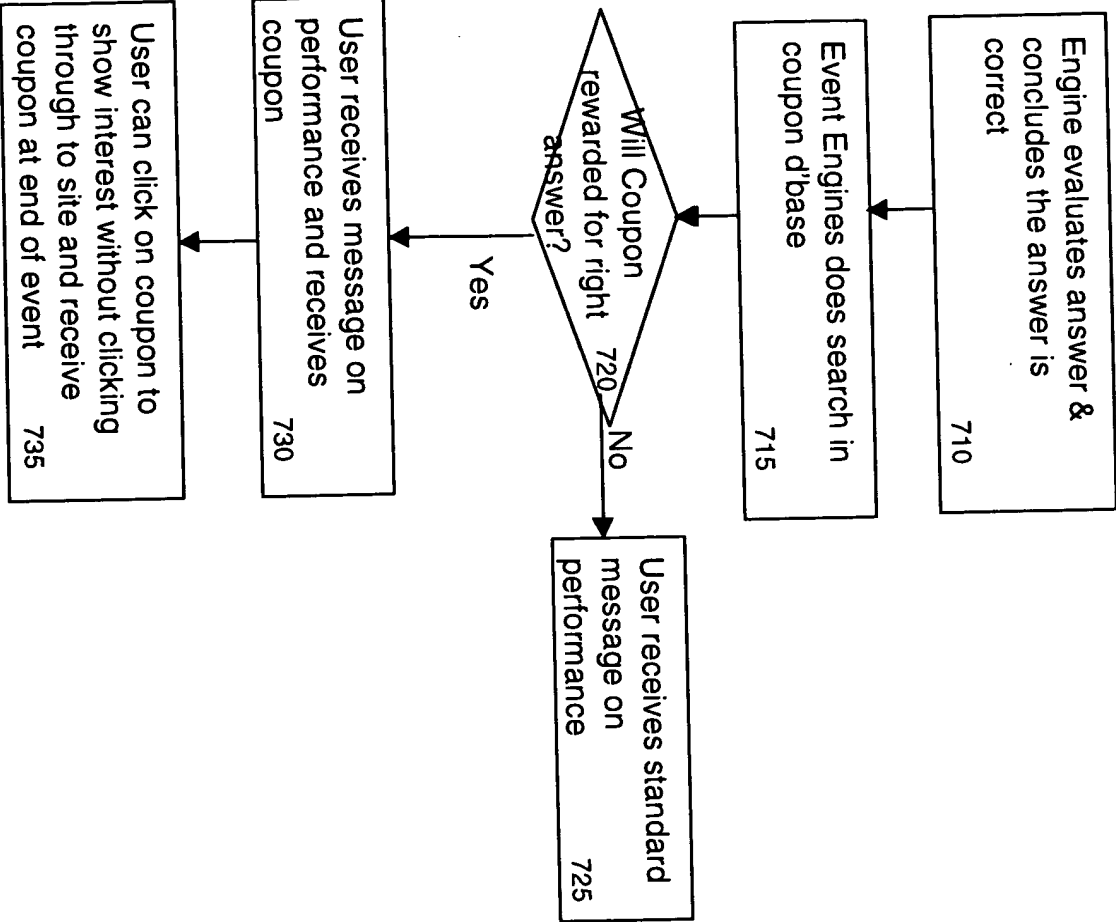 Engine evaluates answer &
concludes the answer is
correct
710
Event Engines does search in
coupon d'base
715
Will Coupon
rewarded for right
answer?
720
No
Yes
User receives standard
message on
performance
725
User receives message on
performance and receives
coupon
730
User can click on coupon to
show interest without clicking
through to site and receive
coupon at end of event
735